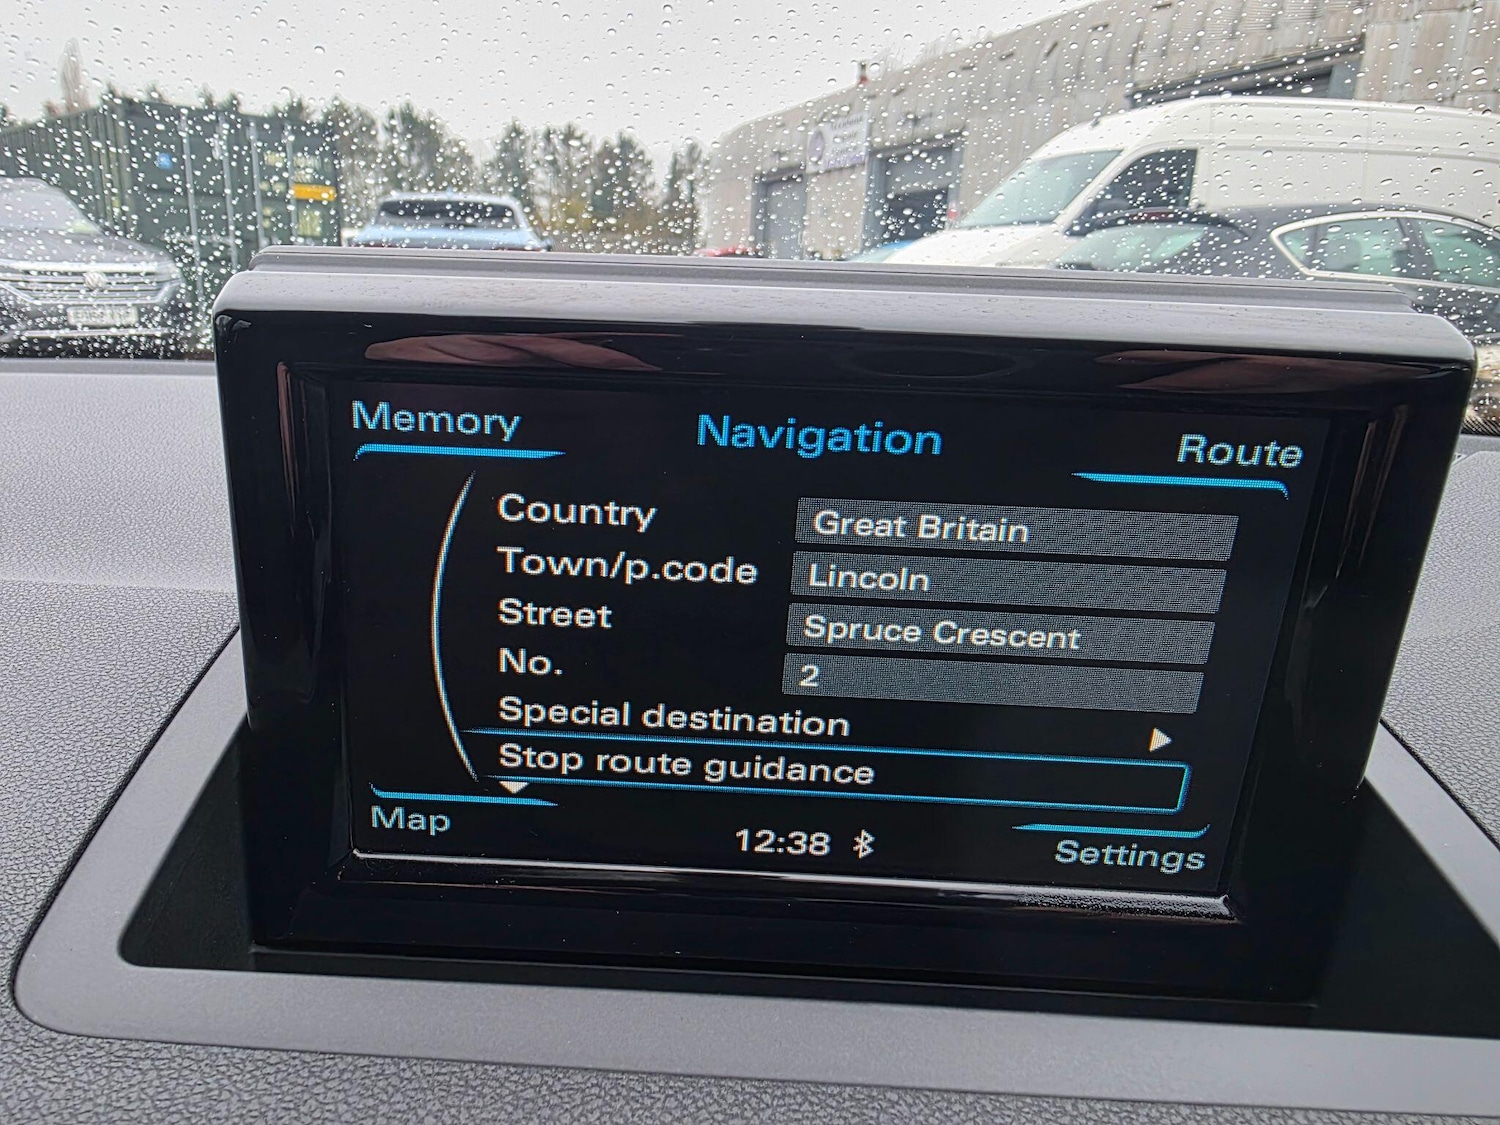 Memory
Navigation
Route
Country
Great Britain
Town/p.code
Lincoln
Street
Spruce Crescent
No.
2
Special destination
Stop route guidance
Map
12:38
Settings